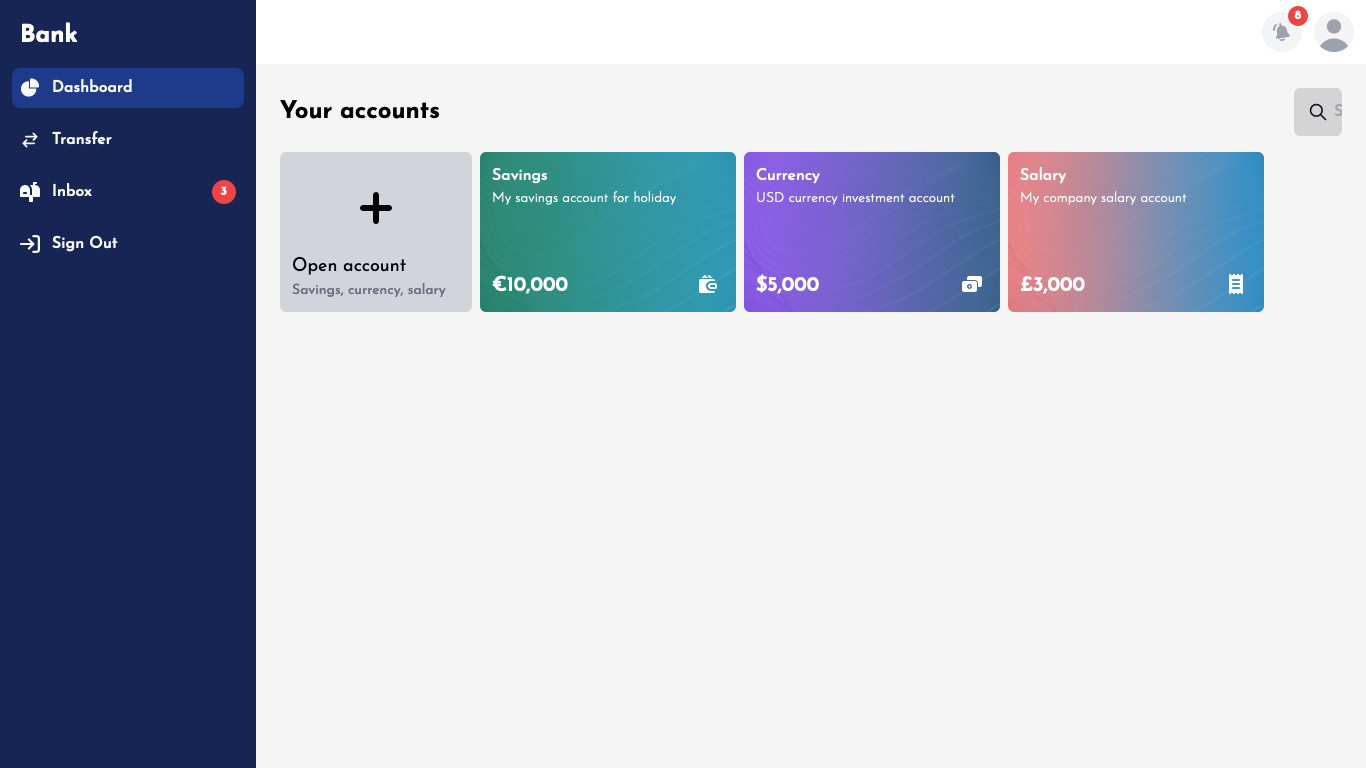 Bank
Dashboard
Transfer
Inbox
3
Sign Out
8
Your accounts
Open account
Savings, currency, salary
Savings
My savings account for holiday
€10,000
Currency
USD currency investment account
$5,000
Salary
My company salary account
£3,000